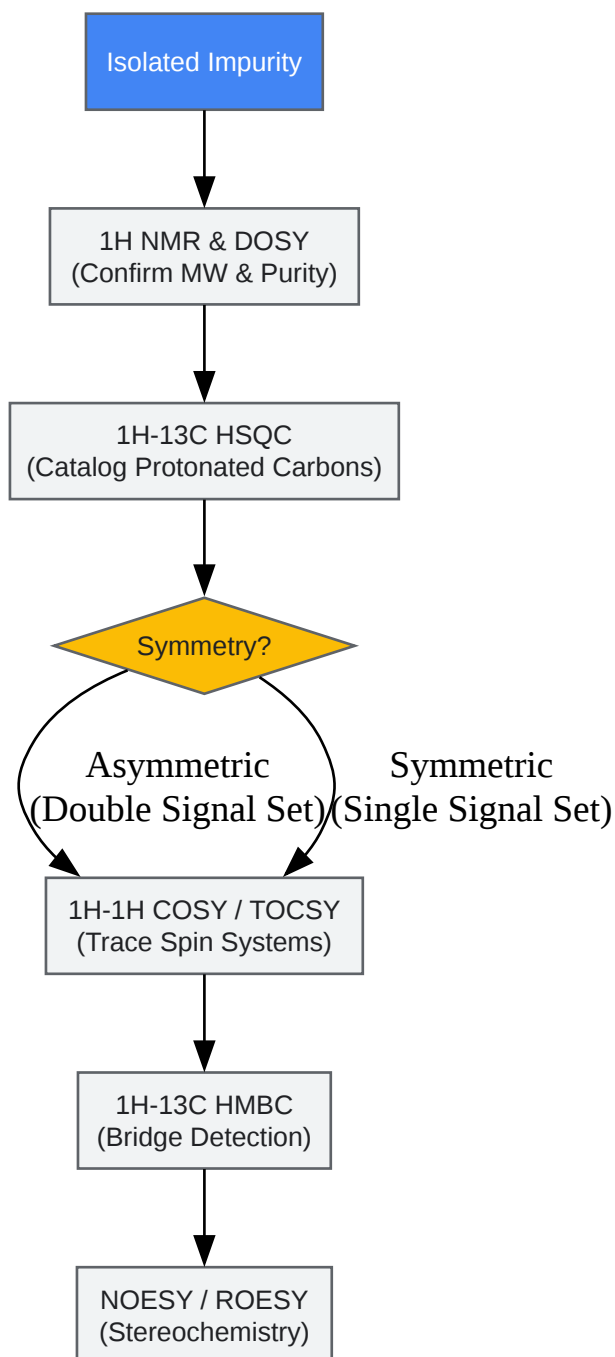 Isolated Impurity
1H NMR & DOSY
(Confirm MW & Purity)
1H-13C HSQC
(Catalog Protonated Carbons)
Symmetry?
Asymmetric
(Double Signal Set)
Symmetric
(Single Signal Set)
1H-1H COSY / TOCSY
(Trace Spin Systems)
1H-13C HMBC
(Bridge Detection)
NOESY / ROESY
(Stereochemistry)